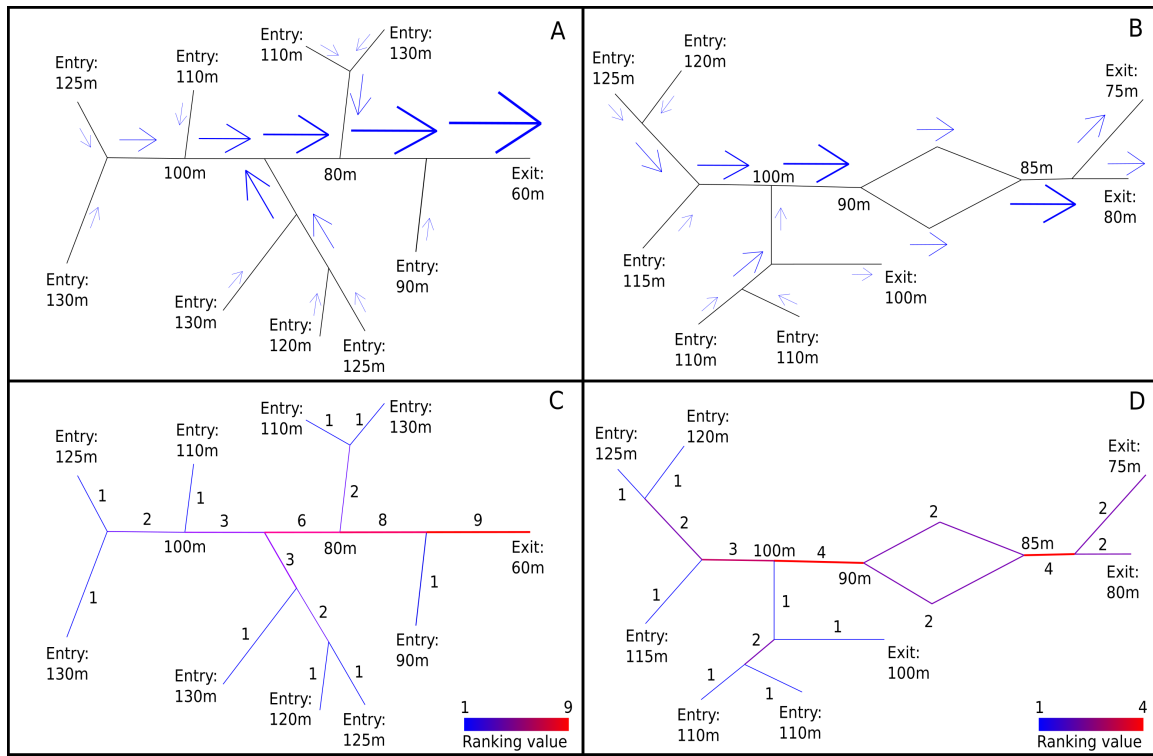 A
Entry:
110m
Entry:
130m
Entry:
125m
Entry:
110m
100m
80m
Exit:
60m
Entry:
130m
Entry:
130m
Entry:
120m
Entry:
125m
Entry:
90m
B
Entry:
125m
Entry:
120m
Exit:
75m
100m
90m
85m
Exit:
80m
Entry:
115m
Exit:
100m
Entry:
110m
Entry:
110m
C
Entry:
110m
1
1
Entry:
130m
Entry:
125m
Entry:
110m
1
1
2
2
3
6
8
9
100m
80m
Exit:
60m
3
1
1
2
1
1
1
Entry:
130m
Entry:
130m
Entry:
120m
Entry:
125m
Entry:
90m
1
9
Ranking value
D
Entry:
125m
Entry:
120m
1
1
2
Exit:
75m
2
2
3
100m
4
90m
85m
4
2
Exit:
80m
1
1
2
2
1
Entry:
115m
Exit:
100m
1
1
Entry:
110m
Entry:
110m
1
4
Ranking value